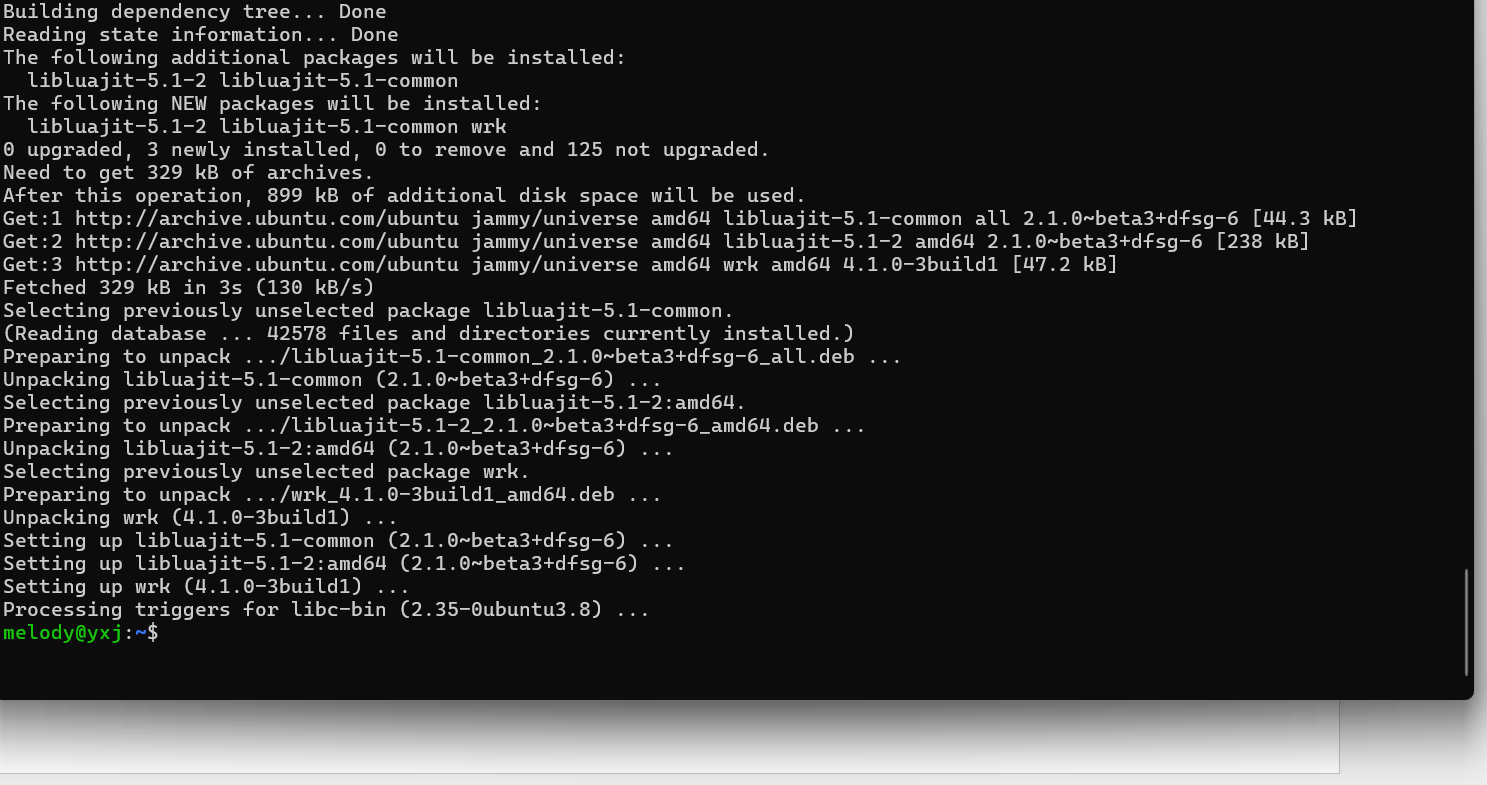 Building dependency tree... Done
Reading state information... Done
The following additional packages will be installed:
  libluajit-5.1-2 libluajit-5.1-common
The following NEW packages will be installed:
  libluajit-5.1-2 libluajit-5.1-common wrk
0 upgraded, 3 newly installed, 0 to remove and 125 not upgraded.
Need to get 329 kB of archives.
After this operation, 899 kB of additional disk space will be used.
Get:1 http://archive.ubuntu.com/ubuntu jammy/universe amd64 libluajit-5.1-common all 2.1.0~beta3+dfsg-6 [44.3 kB]
Get:2 http://archive.ubuntu.com/ubuntu jammy/universe amd64 libluajit-5.1-2 amd64 2.1.0~beta3+dfsg-6 [238 kB]
Get:3 http://archive.ubuntu.com/ubuntu jammy/universe amd64 wrk amd64 4.1.0-3build1 [47.2 kB]
Fetched 329 kB in 3s (130 kB/s)
Selecting previously unselected package libluajit-5.1-common.
(Reading database ... 42578 files and directories currently installed.)
Preparing to unpack .../libluajit-5.1-common_2.1.0~beta3+dfsg-6_all.deb ...
Unpacking libluajit-5.1-common (2.1.0~beta3+dfsg-6) ...
Selecting previously unselected package libluajit-5.1-2:amd64.
Preparing to unpack .../libluajit-5.1-2_2.1.0~beta3+dfsg-6_amd64.deb ...
Unpacking libluajit-5.1-2:amd64 (2.1.0~beta3+dfsg-6) ...
Selecting previously unselected package wrk.
Preparing to unpack .../wrk_4.1.0-3build1_amd64.deb ...
Unpacking wrk (4.1.0-3build1) ...
Setting up libluajit-5.1-common (2.1.0~beta3+dfsg-6) ...
Setting up libluajit-5.1-2:amd64 (2.1.0~beta3+dfsg-6) ...
Setting up wrk (4.1.0-3build1) ...
Processing triggers for libc-bin (2.35-0ubuntu3.8) ...
melody@yxj:~$